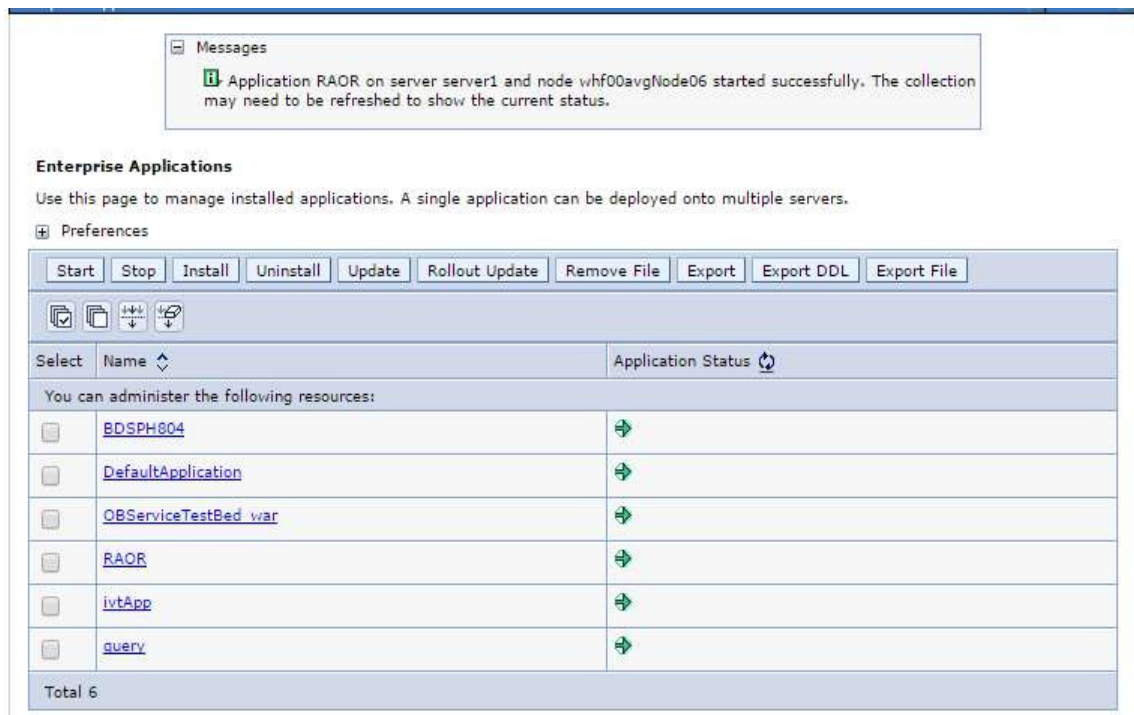 Messages
Application RAOR on server server1 and node whf00avgNode06 started successfully. The collection
may need to be refreshed to show the current status.
Enterprise Applications
Use this page to manage installed applications. A single application can be deployed onto multiple servers.
Preferences
Start Stop Install Uninstall Update Rollout Update Remove File Export Export DDL Export File
Select Name Application Status
You can administer the following resources:
BDSPH804
DefaultApplication
OBServiceTestBed_war
RAOR
ivtApp
query
Total 6